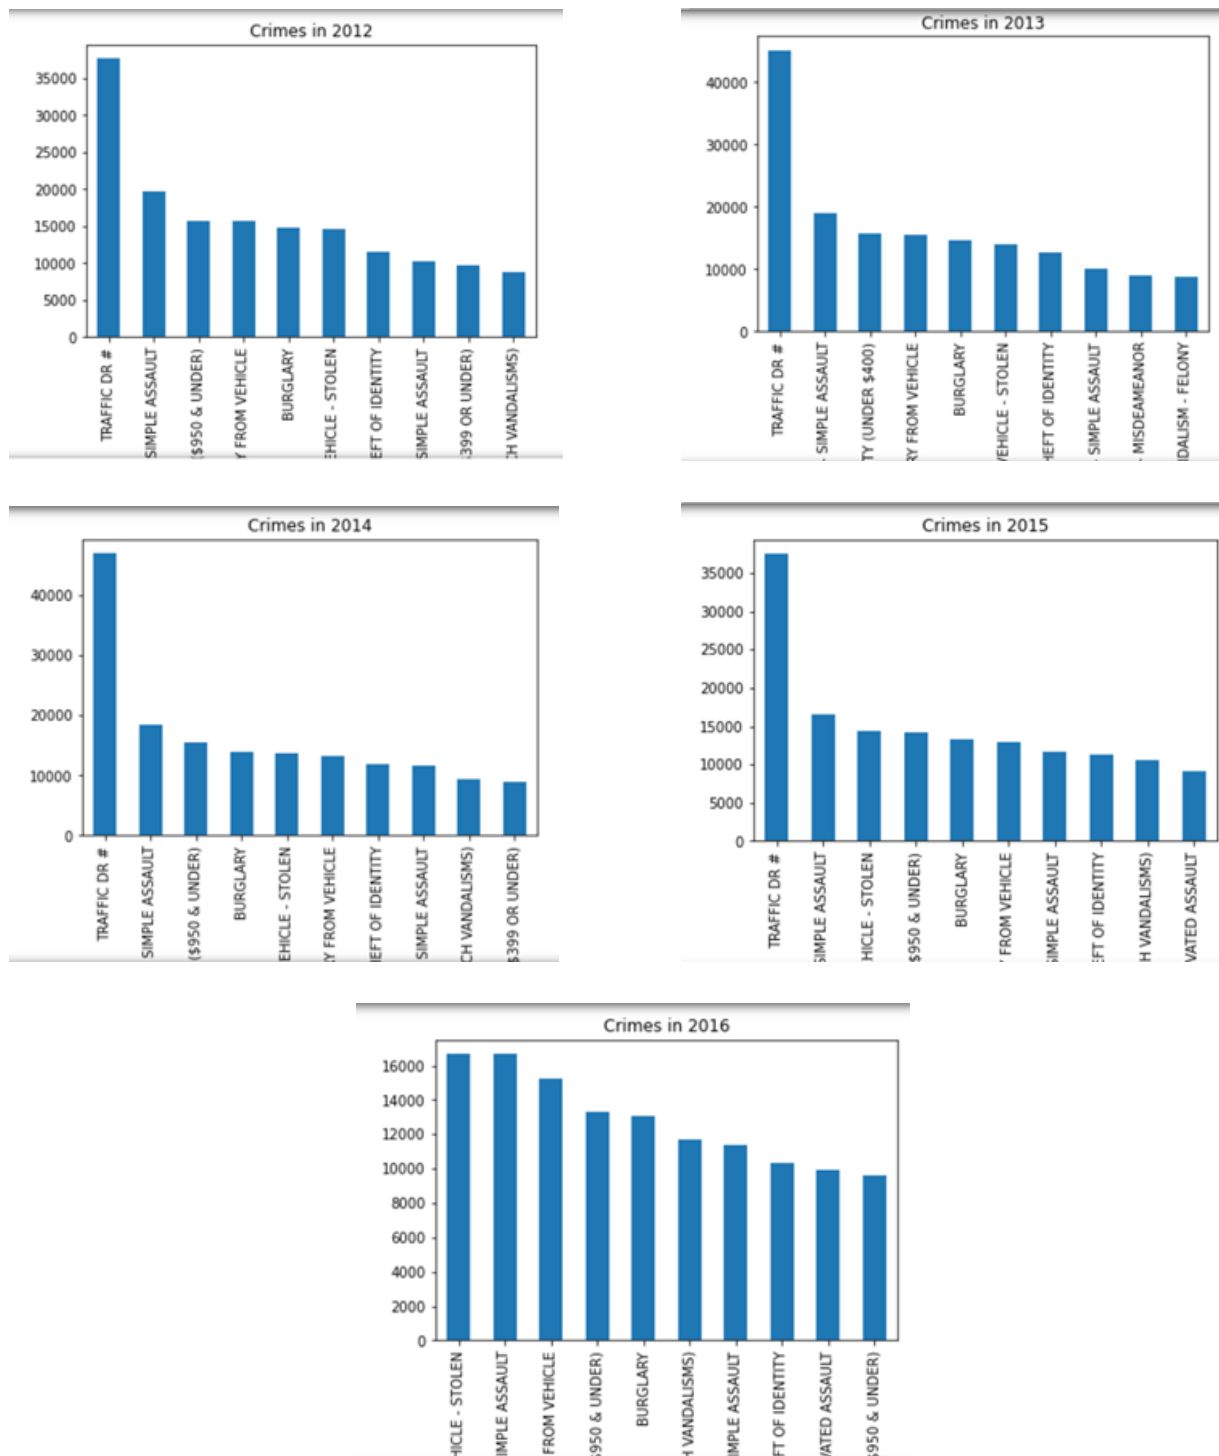 Crimes in 2012
35000
30000
25000
20000
15000
10000
5000
0
TRAFFIC DR #
SIMPLE ASSAULT
($950 & UNDER)
Y FROM VEHICLE
BURGLARY
EHICLE - STOLEN
EFT OF IDENTITY
SIMPLE ASSAULT
$399 OR UNDER)
CH VANDALISMS)
Crimes in 2013
40000
30000
20000
10000
0
TRAFFIC DR #
- SIMPLE ASSAULT
TY (UNDER $400)
RY FROM VEHICLE
BURGLARY
VEHICLE - STOLEN
HEFT OF IDENTITY
- SIMPLE ASSAULT
- MISDEAMEANOR
NDALISM - FELONY
Crimes in 2014
40000
30000
20000
10000
0
TRAFFIC DR #
SIMPLE ASSAULT
($950 & UNDER)
BURGLARY
EHICLE - STOLEN
Y FROM VEHICLE
HEFT OF IDENTITY
SIMPLE ASSAULT
CH VANDALISMS)
$399 OR UNDER)
Crimes in 2015
35000
30000
25000
20000
15000
10000
5000
0
TRAFFIC DR #
SIMPLE ASSAULT
HICLE - STOLEN
$950 & UNDER)
BURGLARY
FROM VEHICLE
SIMPLE ASSAULT
EFT OF IDENTITY
H VANDALISMS)
VATED ASSAULT
Crimes in 2016
16000
14000
12000
10000
8000
6000
4000
2000
0
HICLE - STOLEN
IMPLE ASSAULT
FROM VEHICLE
$950 & UNDER)
BURGLARY
H VANDALISMS)
IMPLE ASSAULT
FT OF IDENTITY
VATED ASSAULT
$950 & UNDER)